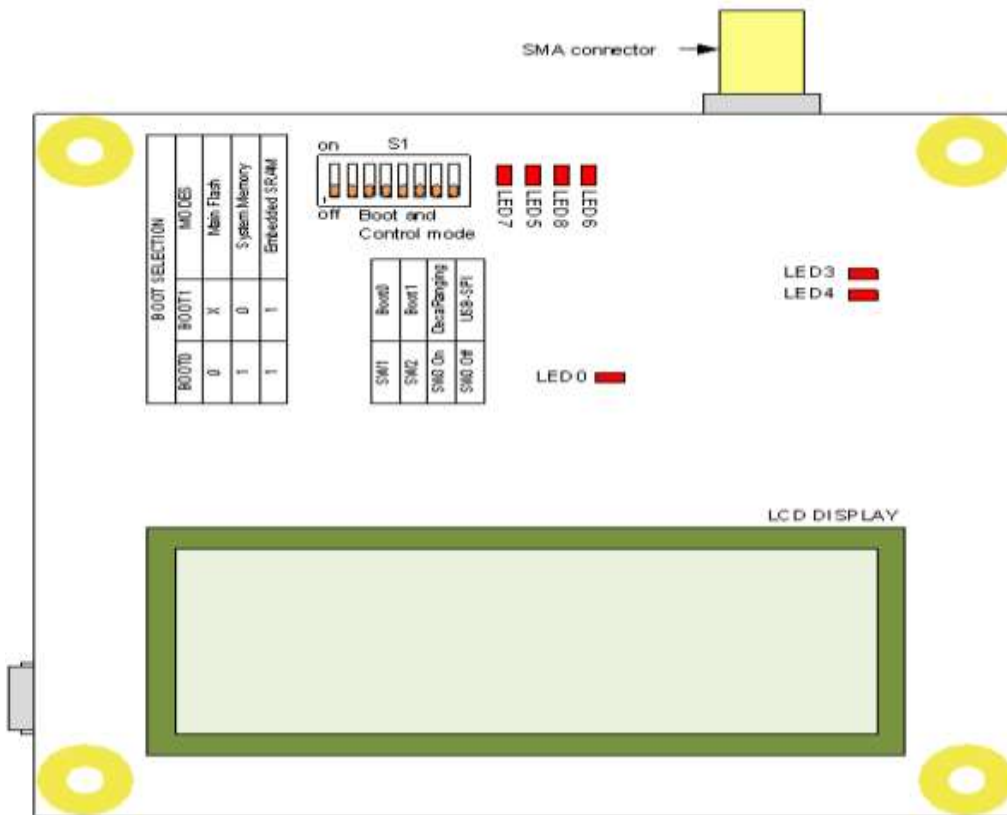 SMA connector
on S1
off Boot and
Control mode
LED7
LED5
LED8
LED6
BOOT SELECTION
BOOT0 BOOT1 MODES
0 X Main Flash
1 0 System Memory
1 1 Embedded SRAM
SW1 Boot0
SW2 Boot1
SW3 On DecaRanging
SW3 Off USB-SPI
LED3
LED4
LED0
LCD DISPLAY